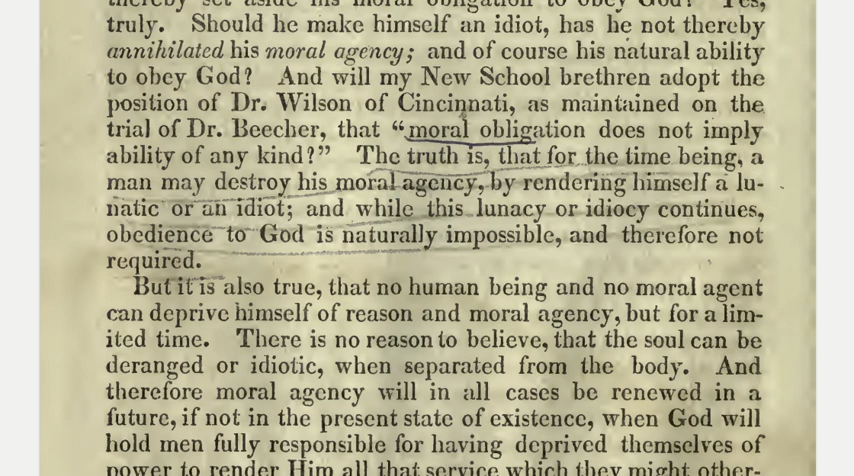 thereby set aside his moral obligation to obey God? Yes,
truly. Should he make himself an idiot, has he not thereby
annihilated his moral agency; and of course his natural ability
to obey God? And will my New School brethren adopt the
position of Dr. Wilson of Cincinnati, as maintained on the
trial of Dr. Beecher, that “moral obligation does not imply
ability of any kind?” The truth is, that for the time being, a
man may destroy his moral agency, by rendering himself a lu-
natic or an idiot; and while this lunacy or idiocy continues,
obedience to God is naturally impossible, and therefore not
required.
But it is also true, that no human being and no moral agent
can deprive himself of reason and moral agency, but for a lim-
ited time. There is no reason to believe, that the soul can be
deranged or idiotic, when separated from the body. And
therefore moral agency will in all cases be renewed in a
future, if not in the present state of existence, when God will
hold men fully responsible for having deprived themselves of
power to render Him all that service which they might other-